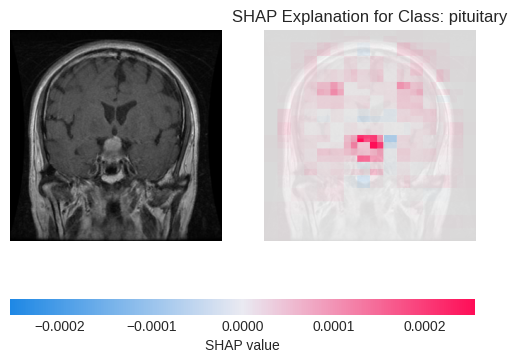 SHAP Explanation for Class: pituitary
-0.0002 -0.0001 0.0000 0.0001 0.0002
SHAP value